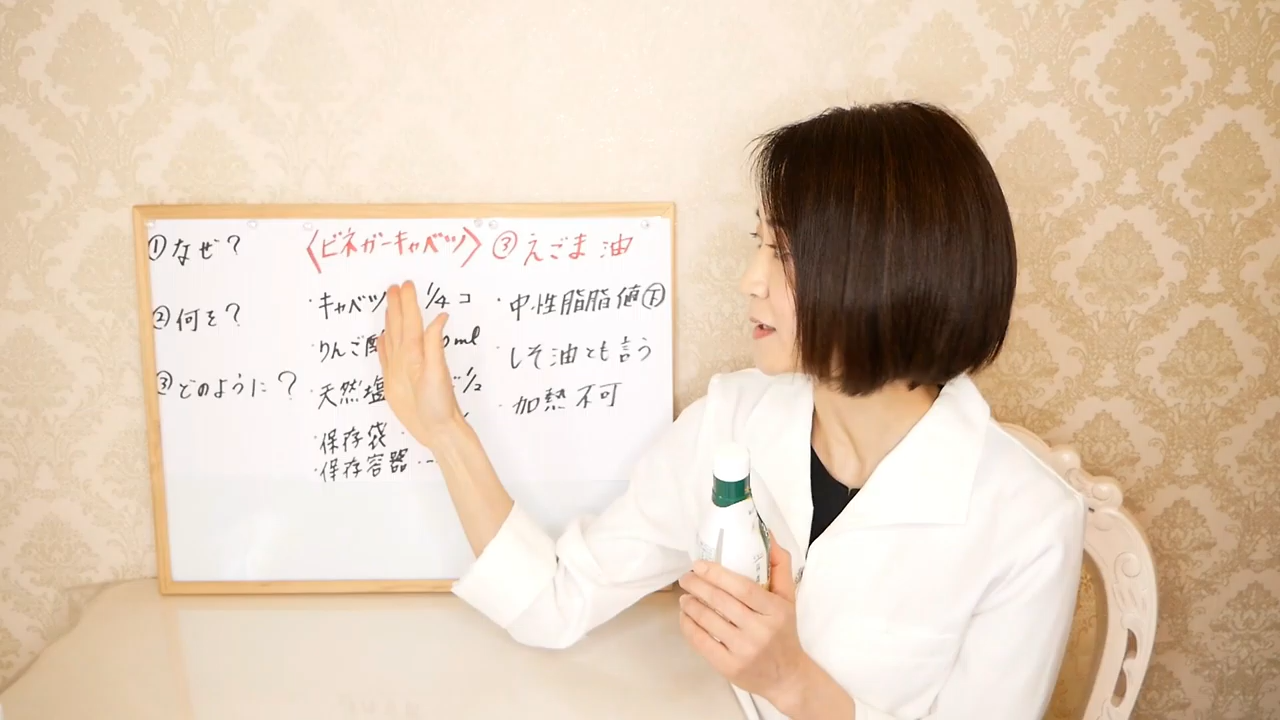 ①なぜ?
②何を?
③どのように?
〈ビネガーキャベツ〉
・キャベツ 1/4コ
・りんご酢 0ml
・天然塩 1/2
・保存袋
・保存容器…
③えごま油
・中性脂肪値㊦
・しそ油とも言う
・加熱不可